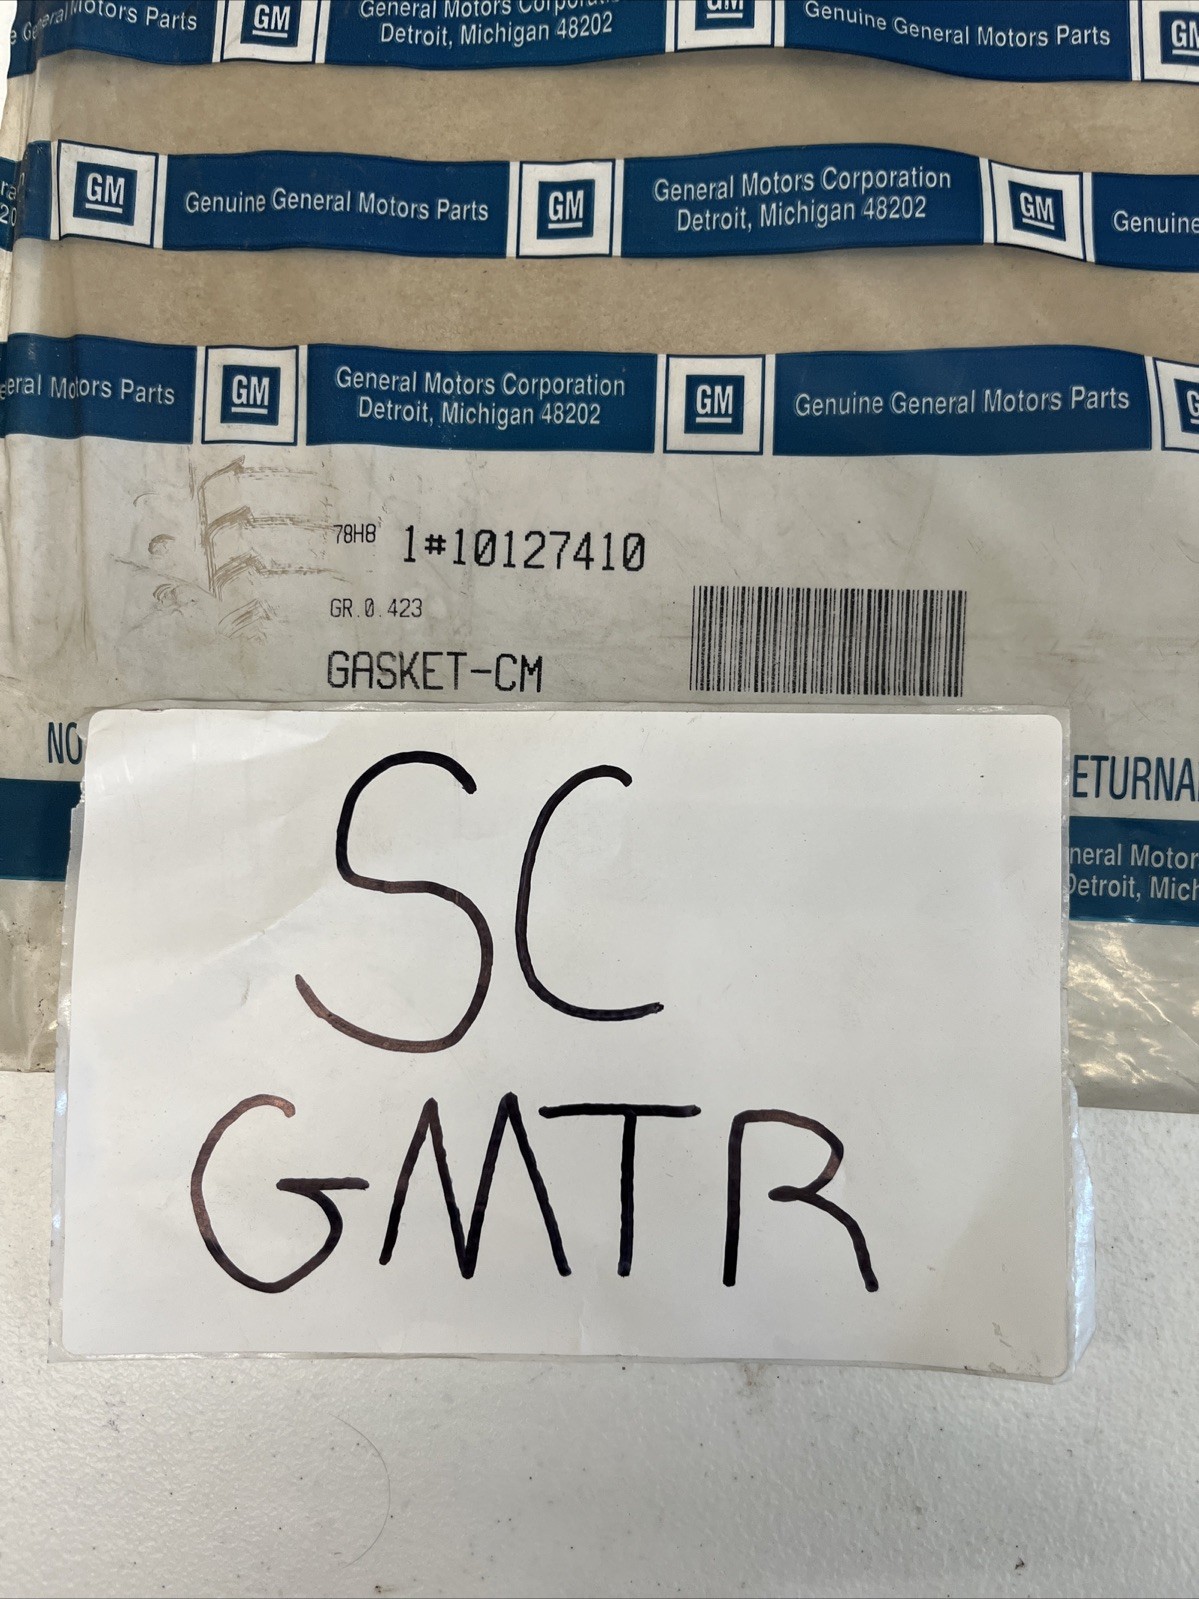 General Motors Parts
GM
General Motors
Detroit, Michigan 48202
GM
Genuine General Motors Parts
GM
GM
Genuine General Motors Parts
GM
General Motors Corporation
Detroit, Michigan 48202
GM
Genuine
eral Motors Parts
GM
General Motors Corporation
Detroit, Michigan 48202
GM
Genuine General Motors Parts
78H8 1#10127410
GR.0.423
GASKET-CM
NO
ETURNA
neral Motor
Detroit, Mich
SC
GMTR